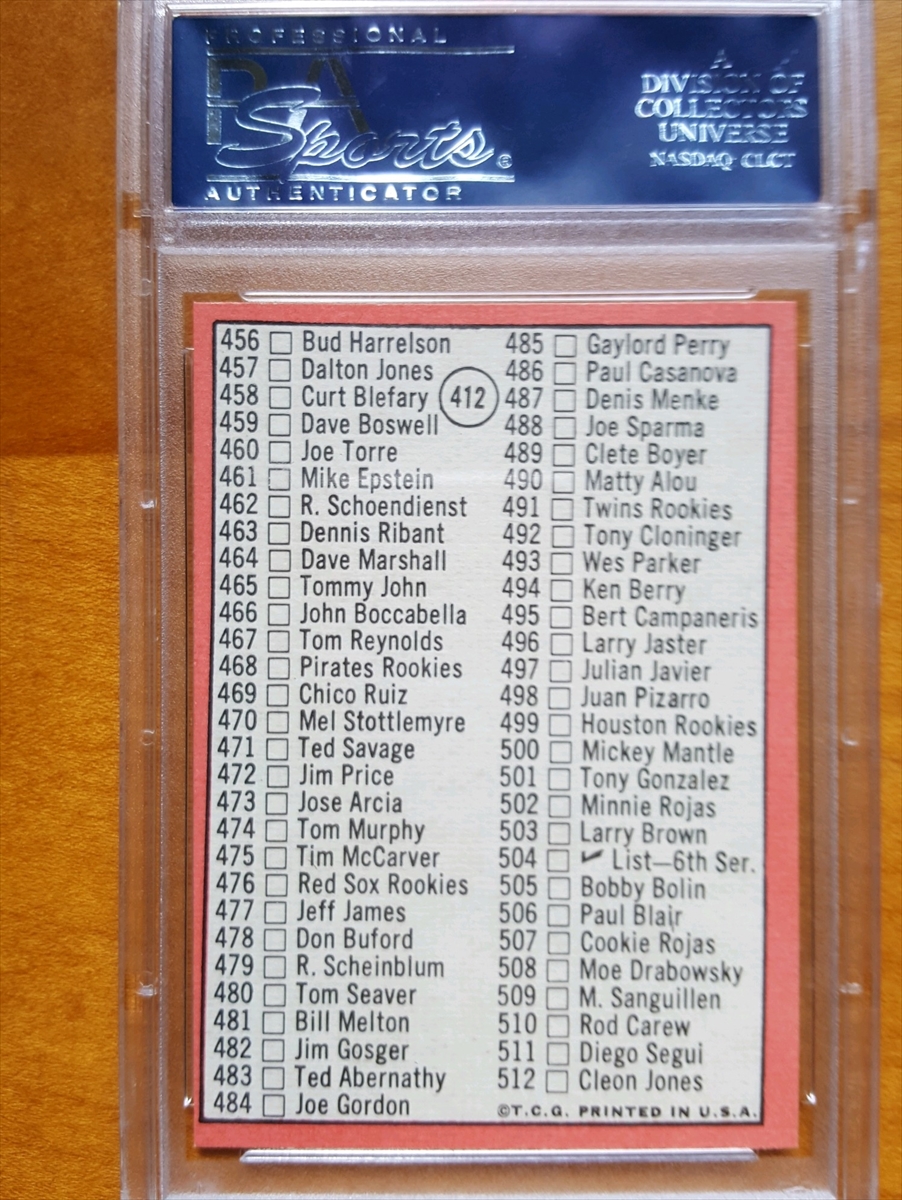 PROFESSIONAL
PSA
Sports®
AUTHENTICATOR
A
DIVISION OF
COLLECTORS
UNIVERSE
NASDAQ: CLCT
456 Bud Harrelson
457 Dalton Jones
458 Curt Blefary
459 Dave Boswell
460 Joe Torre
461 Mike Epstein
462 R. Schoendienst
463 Dennis Ribant
464 Dave Marshall
465 Tommy John
466 John Boccabella
467 Tom Reynolds
468 Pirates Rookies
469 Chico Ruiz
470 Mel Stottlemyre
471 Ted Savage
472 Jim Price
473 Jose Arcia
474 Tom Murphy
475 Tim McCarver
476 Red Sox Rookies
477 Jeff James
478 Don Buford
479 R. Scheinblum
480 Tom Seaver
481 Bill Melton
482 Jim Gosger
483 Ted Abernathy
484 Joe Gordon
412
485 Gaylord Perry
486 Paul Casanova
487 Denis Menke
488 Joe Sparma
489 Clete Boyer
490 Matty Alou
491 Twins Rookies
492 Tony Cloninger
493 Wes Parker
494 Ken Berry
495 Bert Campaneris
496 Larry Jaster
497 Julian Javier
498 Juan Pizarro
499 Houston Rookies
500 Mickey Mantle
501 Tony Gonzalez
502 Minnie Rojas
503 Larry Brown
504 List—6th Ser.
505 Bobby Bolin
506 Paul Blair
507 Cookie Rojas
508 Moe Drabowsky
509 M. Sanguillen
510 Rod Carew
511 Diego Segui
512 Cleon Jones
©T.C.G. PRINTED IN U.S.A.